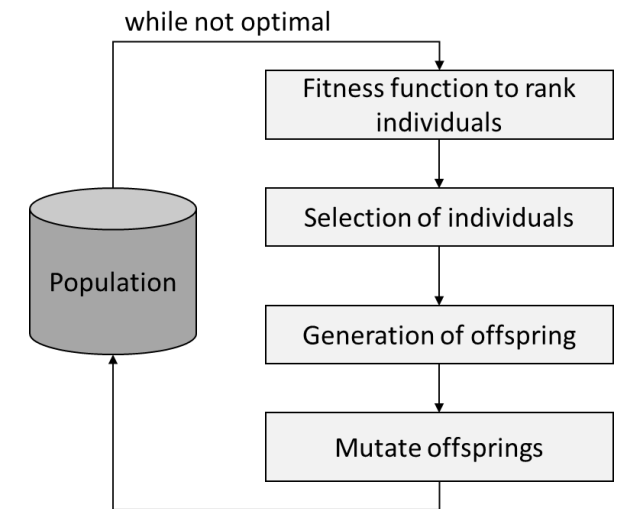 while not optimal
Fitness function to rank
individuals
Selection of individuals
Population
Generation of offspring
Mutate offsprings